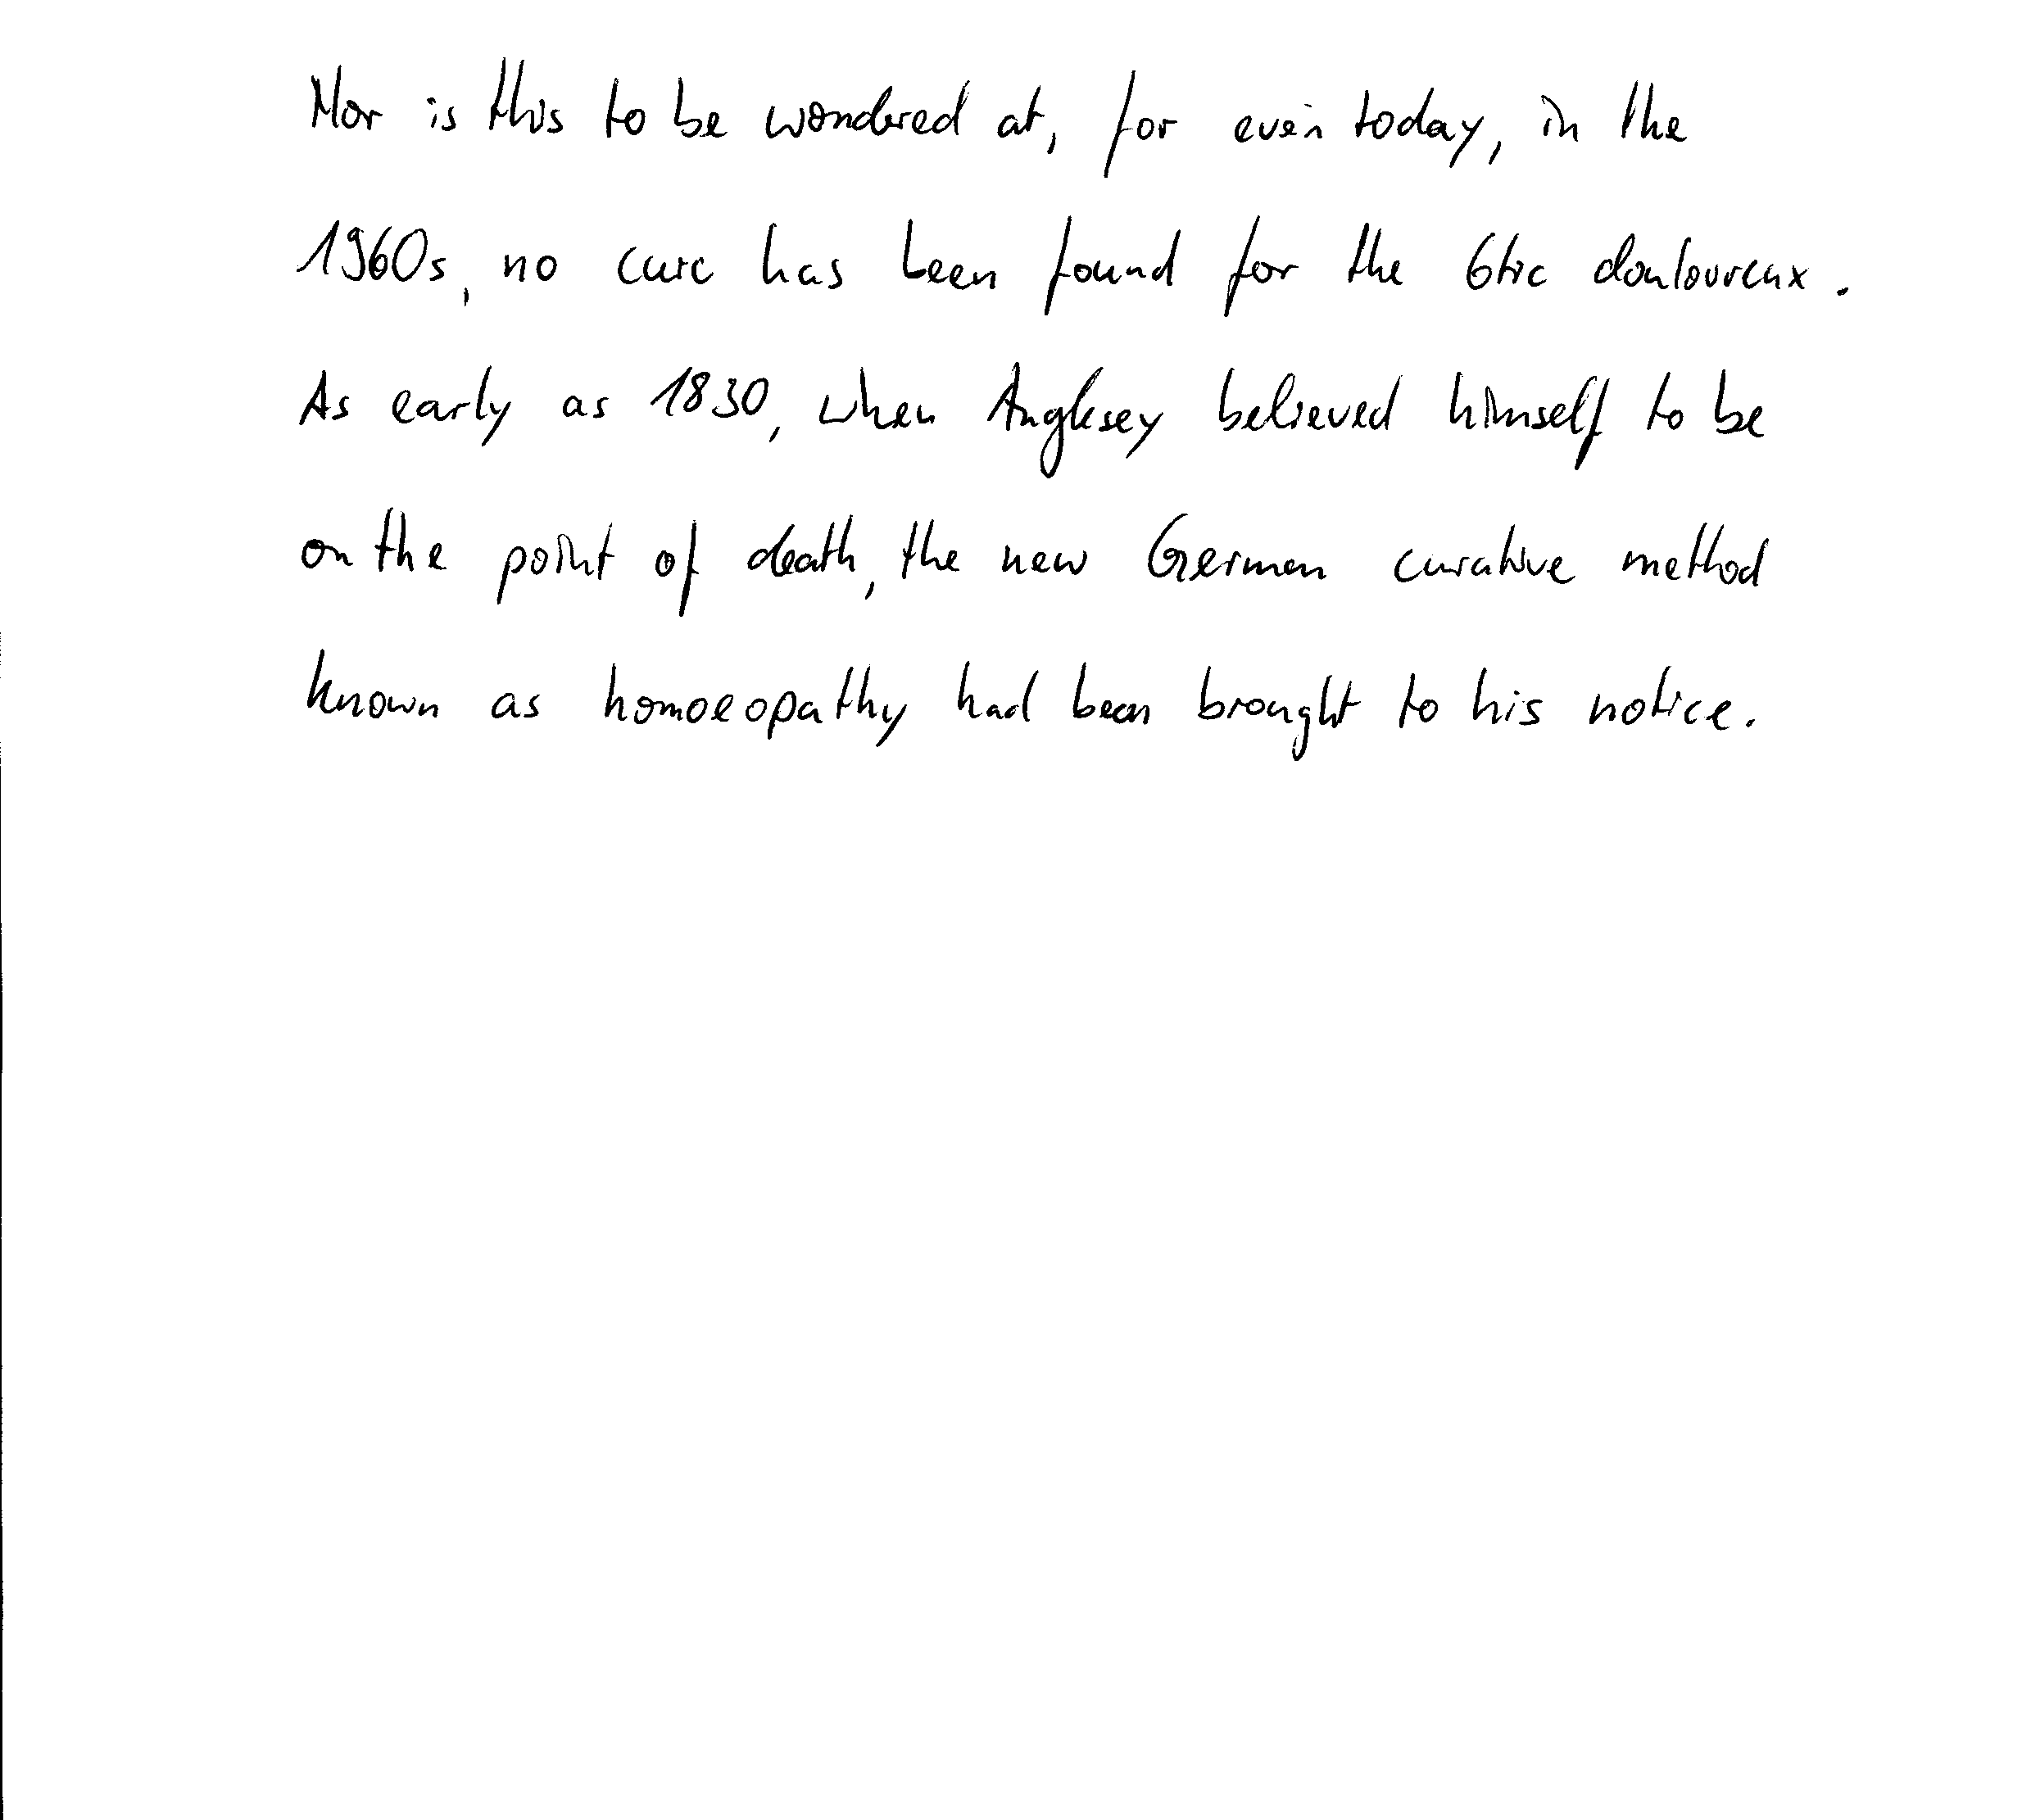 Nor is this to be wondered at, for even today, in the
1960s, no cure has been found for the 6tic douloureux.
As early as 1830, when Anglesey believed himself to be
on the point of death, the new German curative method
known as homoeopathy had been brought to his notice.